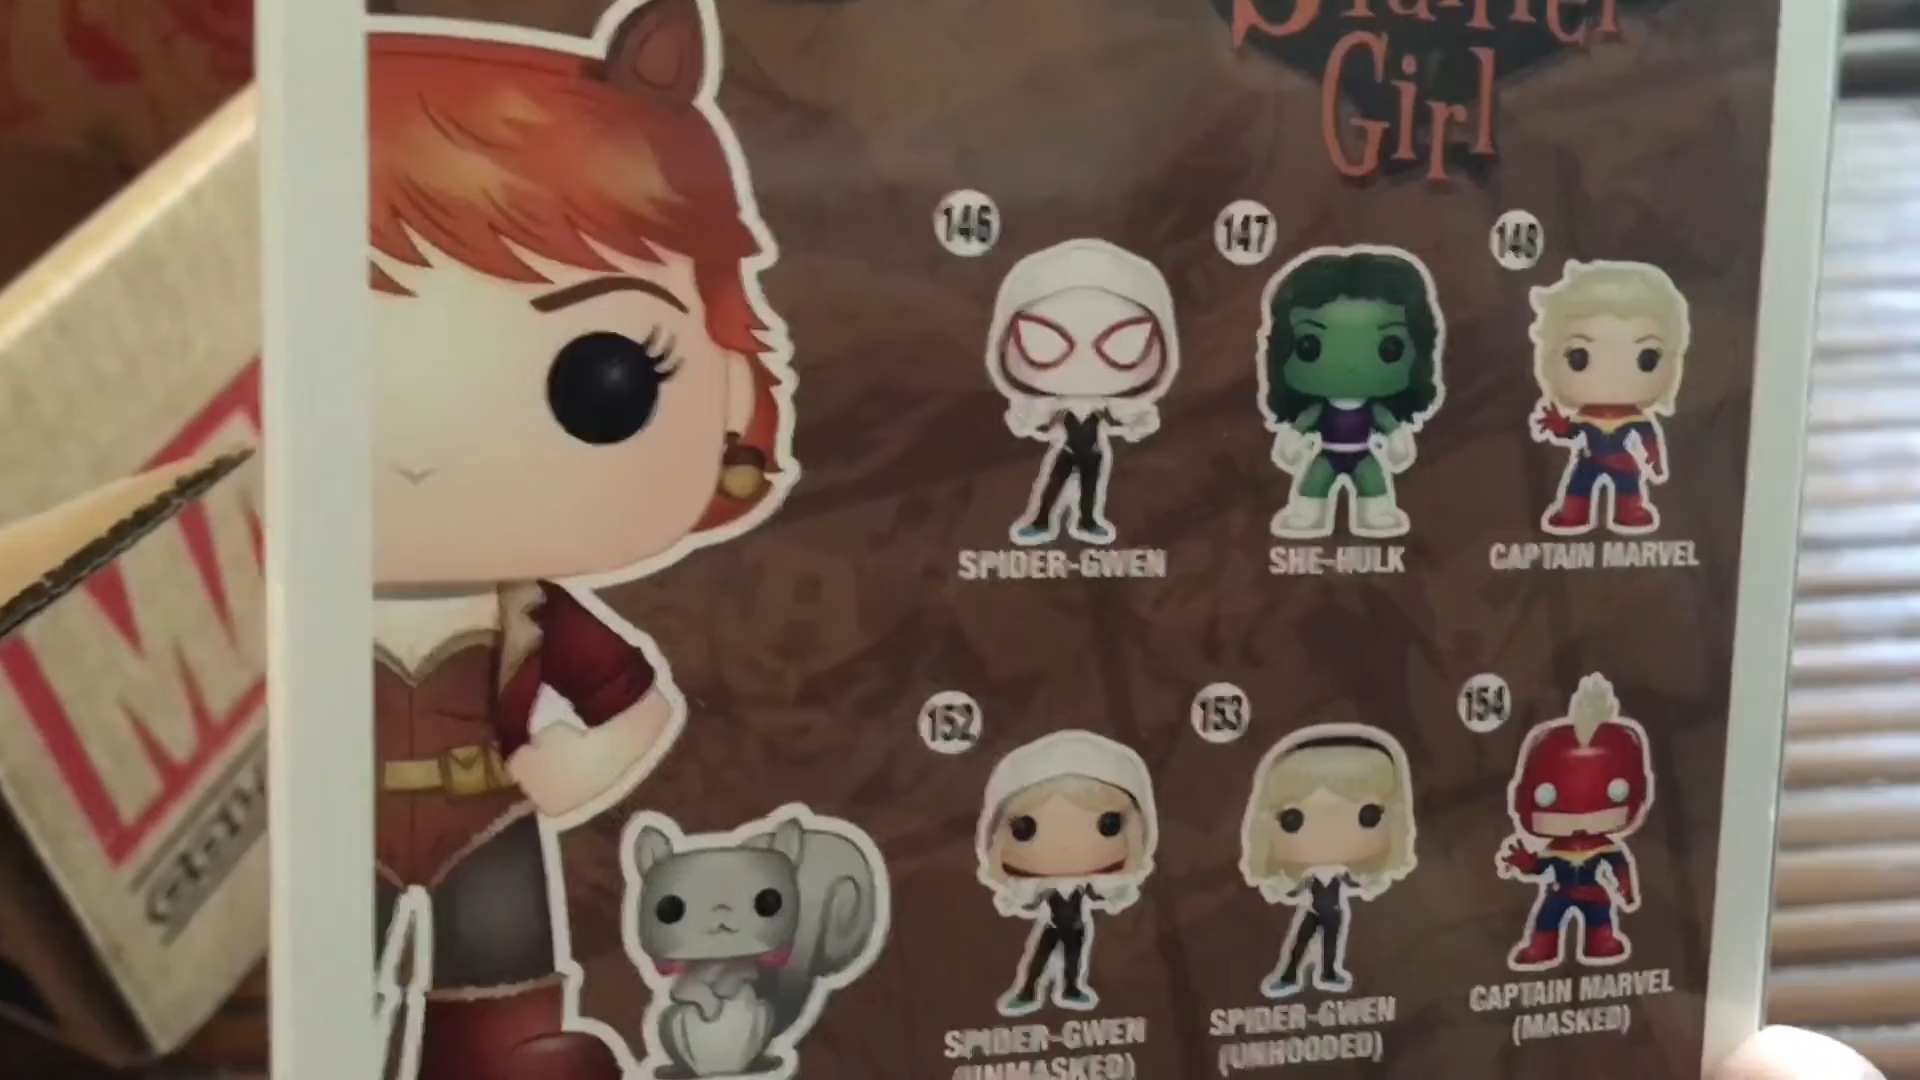 Girl
146
147
148
SPIDER-GWEN
SHE-HULK
CAPTAIN MARVEL
152
153
154
SPIDER-GWEN
(UNMASKED)
SPIDER-GWEN
(UNHOODED)
CAPTAIN MARVEL
(MASKED)